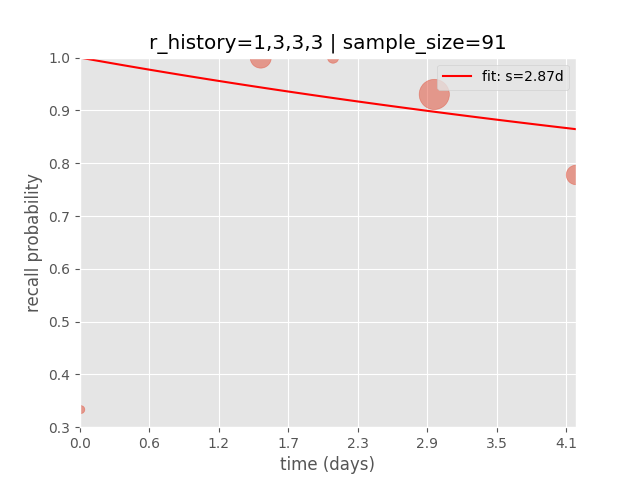 r_history=1,3,3,3 | sample_size=91
fit: s=2.87d
recall probability
1.0
0.9
0.8
0.7
0.6
0.5
0.4
0.3
0.0 0.6 1.2 1.7 2.3 2.9 3.5 4.1
time (days)